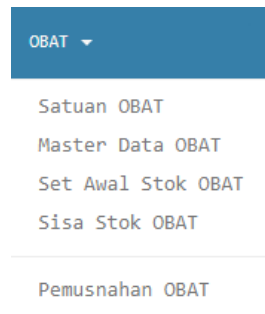 OBAT
Satuan OBAT
Master Data OBAT
Set Awal Stok OBAT
Sisa Stok OBAT
Pemusnahan OBAT